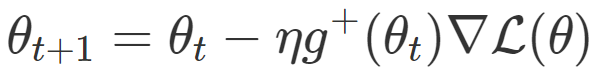 θ_{t+1} = θ_t − ηg⁺(θ_t)∇ℒ(θ)